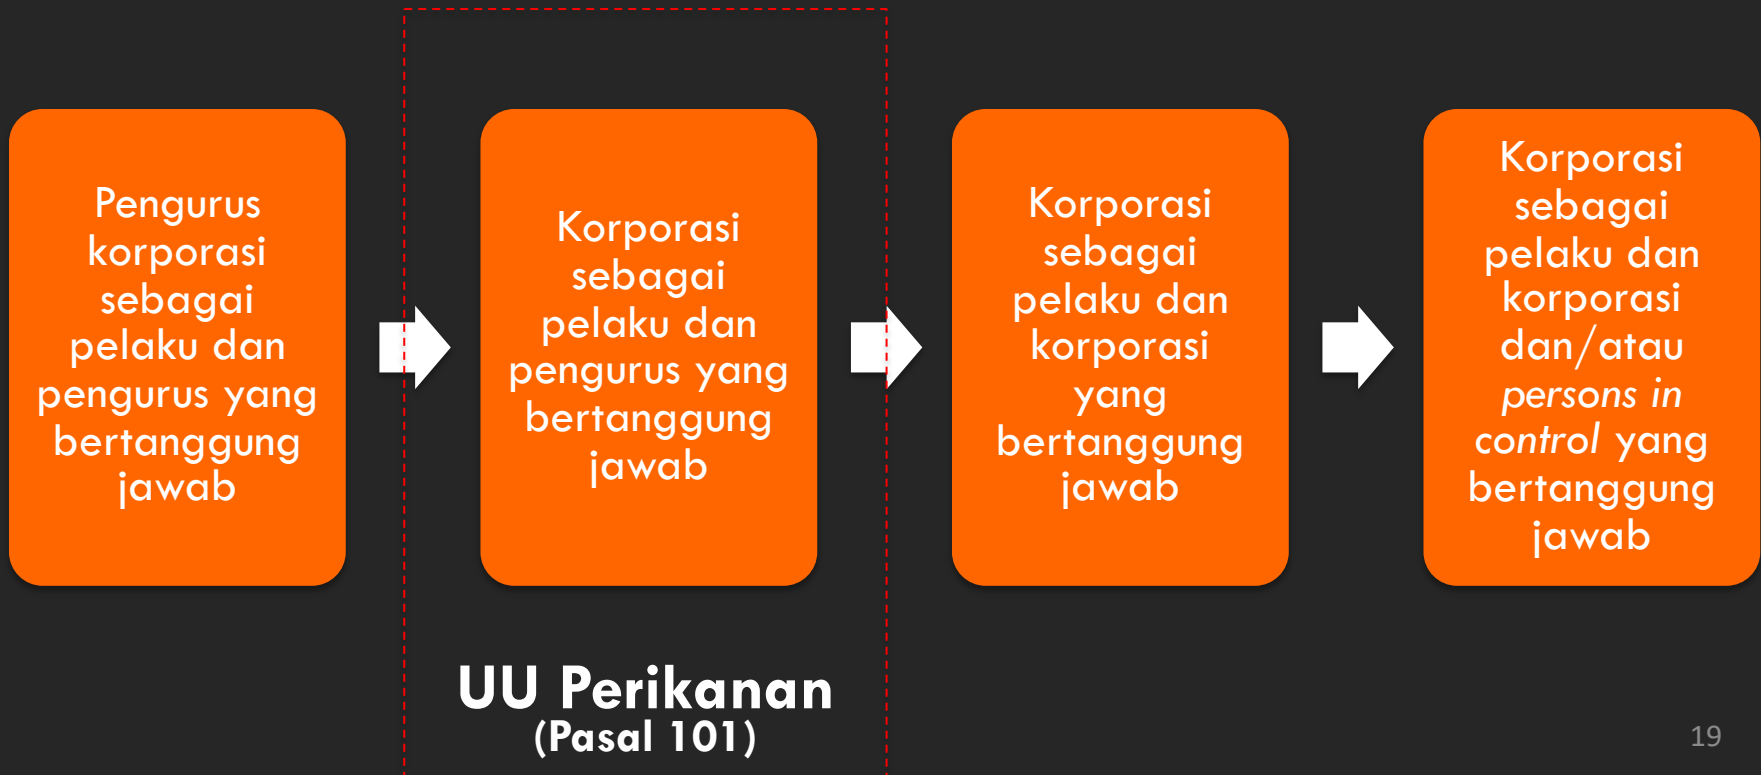 Pengurus
korporasi
sebagai
pelaku dan
pengurus yang
bertanggung
jawab
Korporasi
sebagai
pelaku dan
pengurus yang
bertanggung
jawab
Korporasi
sebagai
pelaku dan
korporasi
yang
bertanggung
jawab
Korporasi
sebagai
pelaku dan
korporasi
dan/atau
persons in
control yang
bertanggung
jawab
UU Perikanan
(Pasal 101)
19